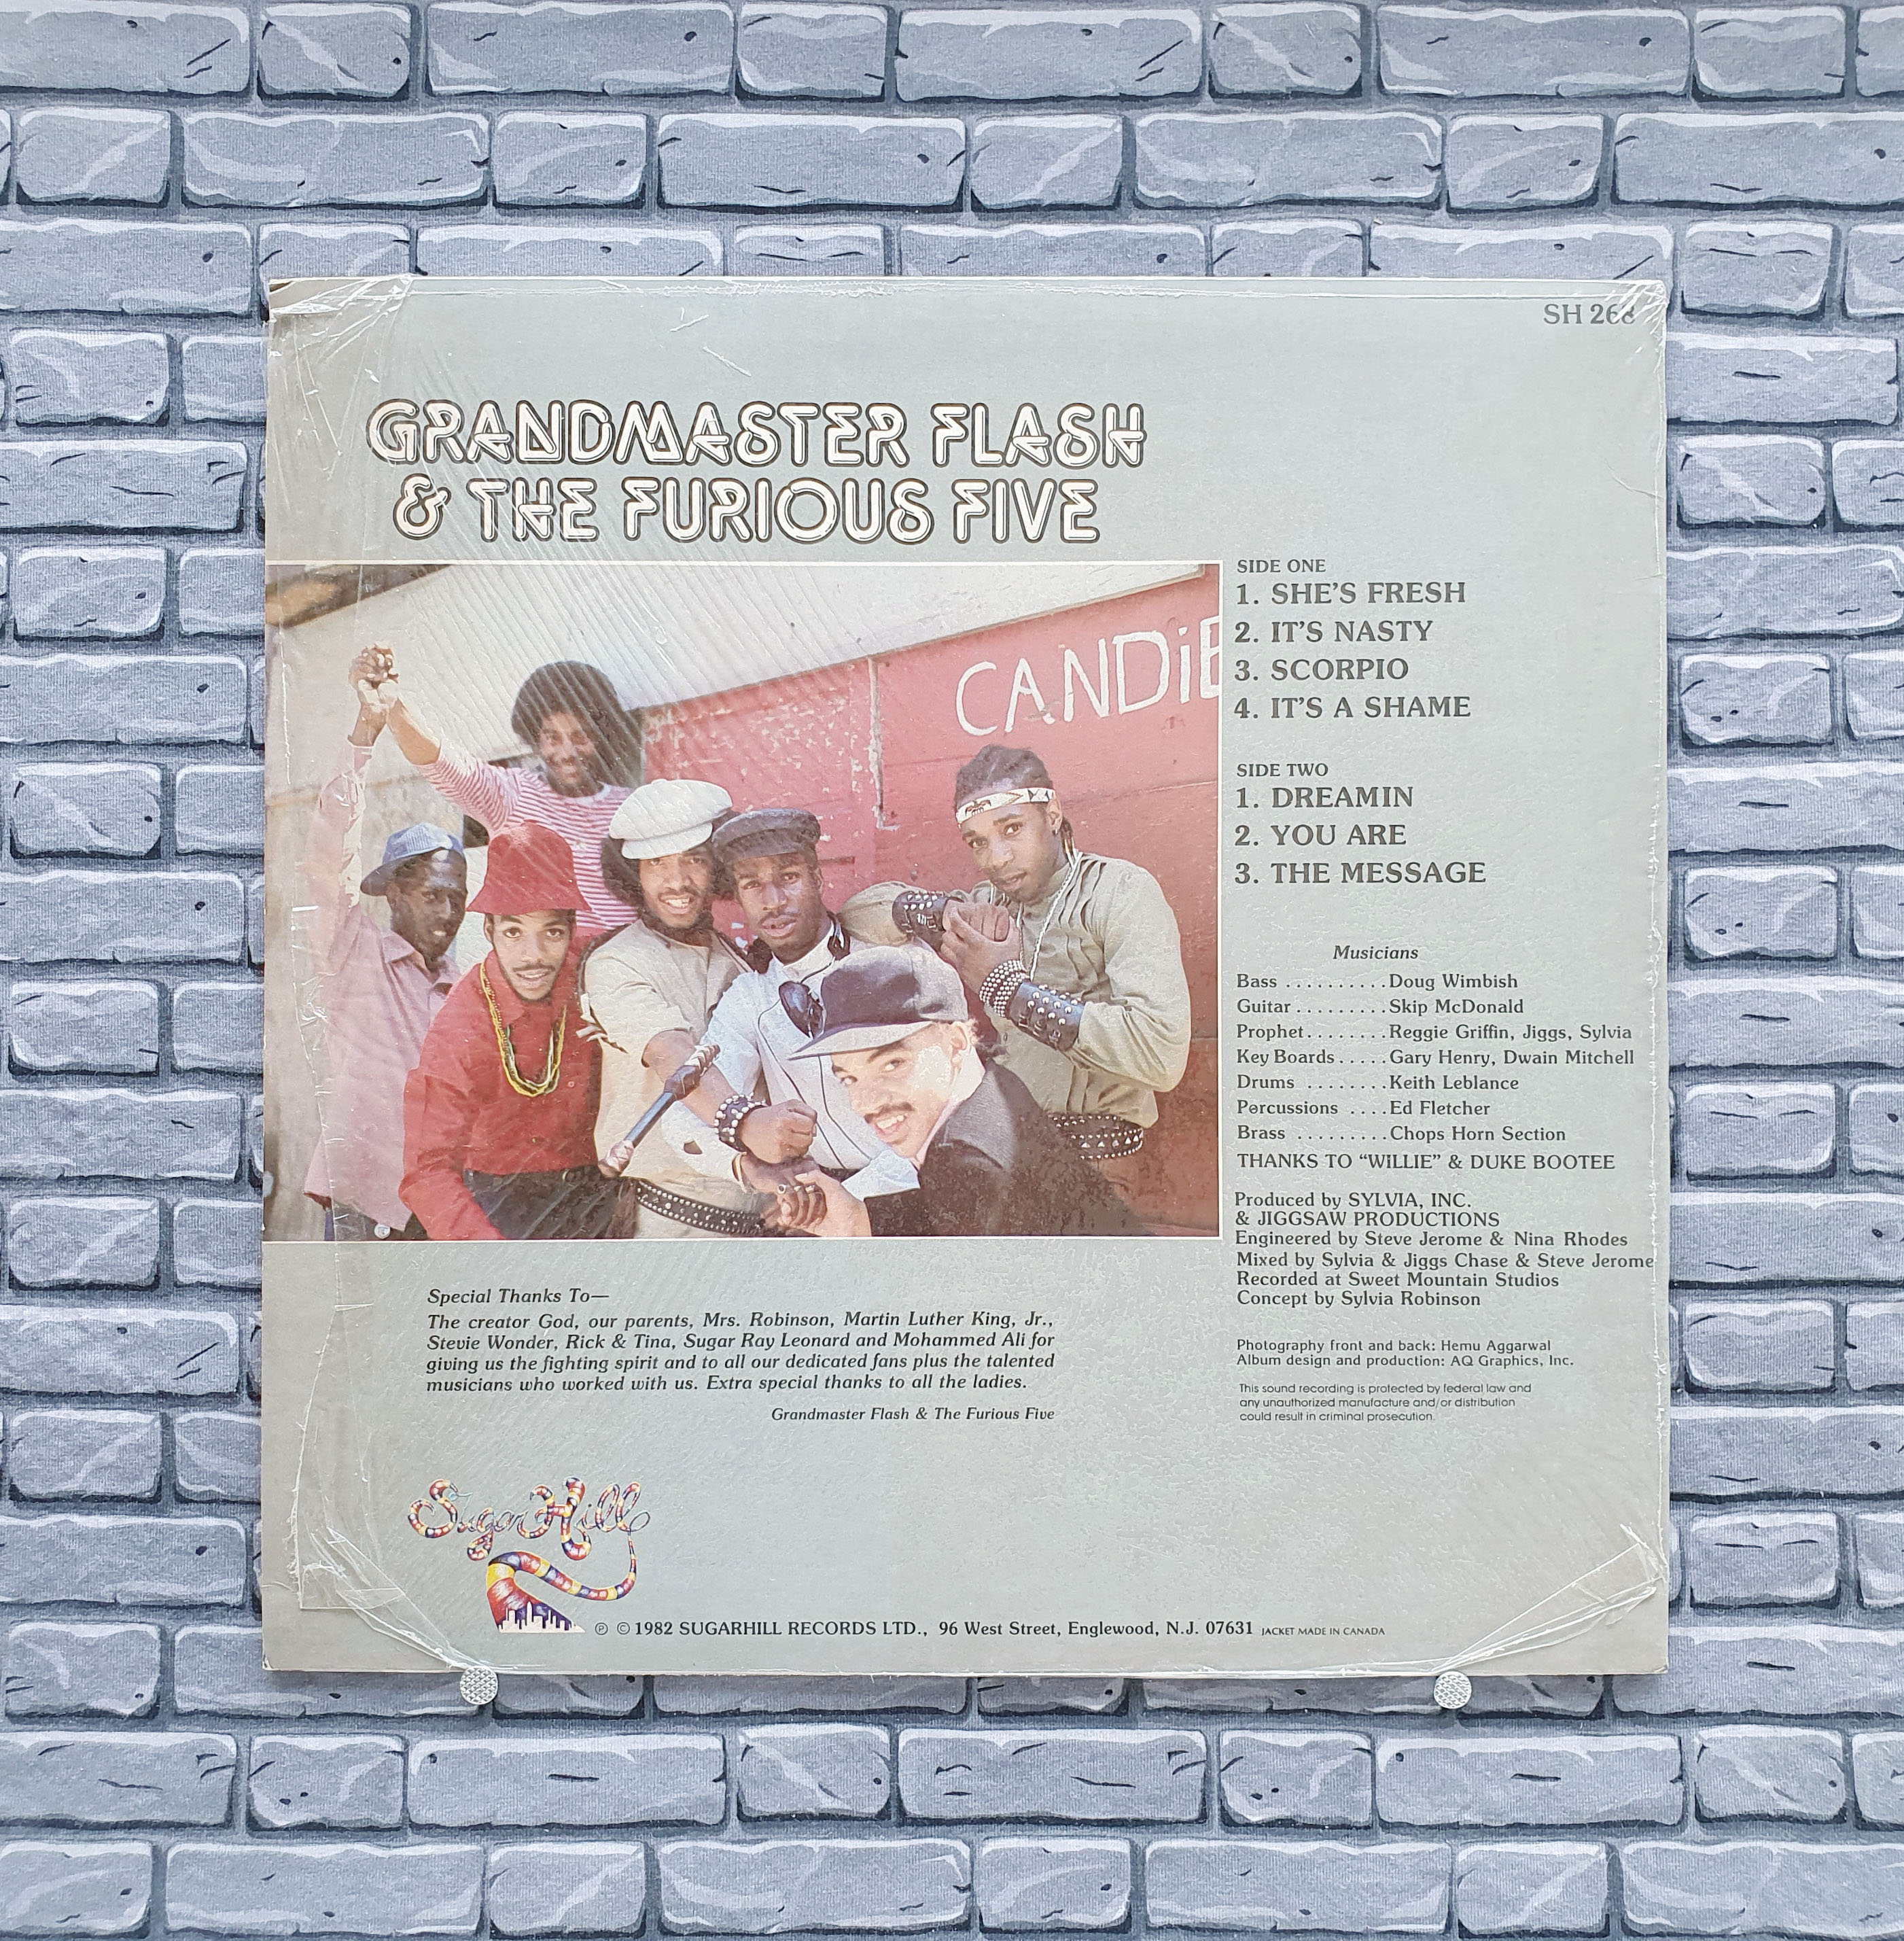 SH 268
GRANDMASTER FLASH
& THE FURIOUS FIVE
CANDiE
SIDE ONE
1. SHE'S FRESH
2. IT'S NASTY
3. SCORPIO
4. IT'S A SHAME
SIDE TWO
1. DREAMIN
2. YOU ARE
3. THE MESSAGE
Musicians
Bass ..........Doug Wimbish
Guitar .........Skip McDonald
Prophet........Reggie Griffin, Jiggs, Sylvia
Key Boards.....Gary Henry, Dwain Mitchell
Drums ........Keith Leblance
Percussions ....Ed Fletcher
Brass .........Chops Horn Section
THANKS TO "WILLIE" & DUKE BOOTEE
Produced by SYLVIA, INC.
& JIGGSAW PRODUCTIONS
Engineered by Steve Jerome & Nina Rhodes
Mixed by Sylvia & Jiggs Chase & Steve Jerome
Recorded at Sweet Mountain Studios
Concept by Sylvia Robinson
Photography front and back: Hemu Aggarwal
Album design and production: AQ Graphics, Inc.
This sound recording is protected by federal law and
any unauthorized manufacture and/or distribution
could result in criminal prosecution.
Special Thanks To—
The creator God, our parents, Mrs. Robinson, Martin Luther King, Jr.,
Stevie Wonder, Rick & Tina, Sugar Ray Leonard and Mohammed Ali for
giving us the fighting spirit and to all our dedicated fans plus the talented
musicians who worked with us. Extra special thanks to all the ladies.
Grandmaster Flash & The Furious Five
Sugar Hill
℗ © 1982 SUGARHILL RECORDS LTD., 96 West Street, Englewood, N.J. 07631 JACKET MADE IN CANADA